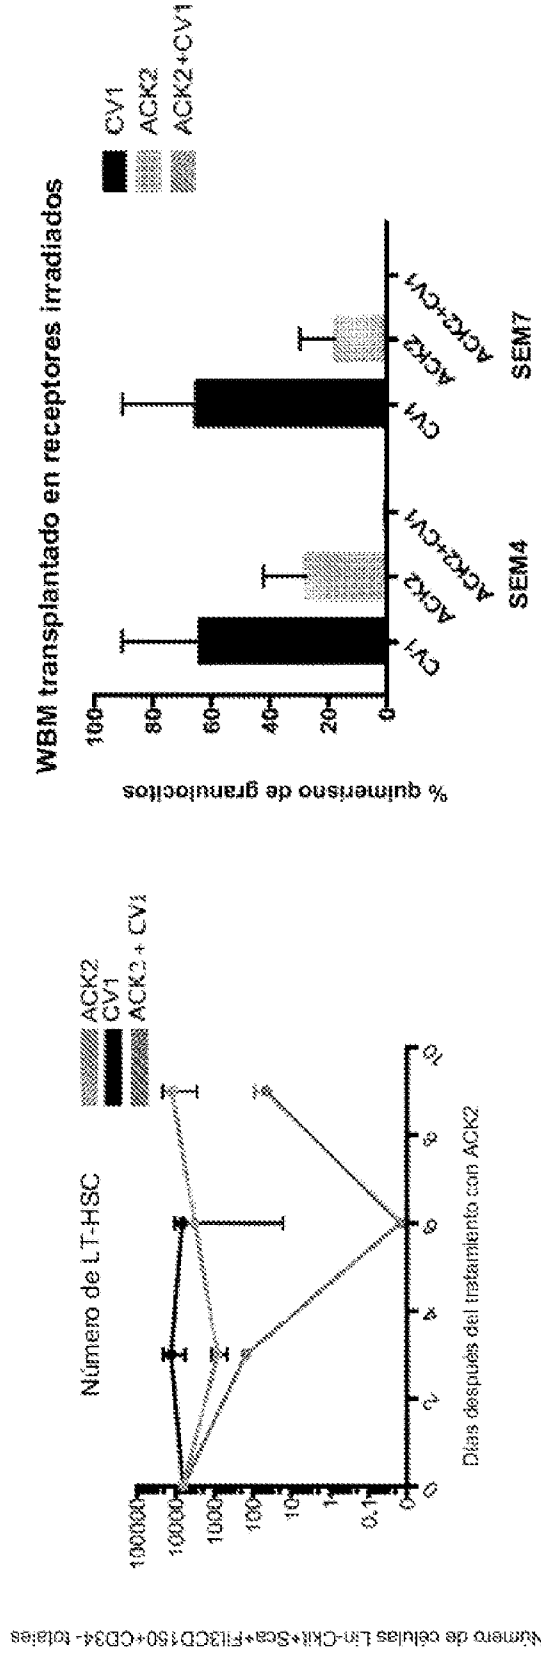 Número de LT-HSC
ACK2
CV1
ACK2 + CV1
Número de células Lin-Ckit+Sca+Flt3CD150+CD34- totales
100000
10000
1000
100
10
1
0.1
0
0
2
4
6
8
10
Días después del tratamiento con ACK2
WBM transplantado en receptores irradiados
CV1
ACK2
ACK2+CV1
% quimerismo de granulocitos
100
80
60
40
20
0
CV1
ACK2
ACK2+CV1
CV1
ACK2
ACK2+CV1
SEM4
SEM7